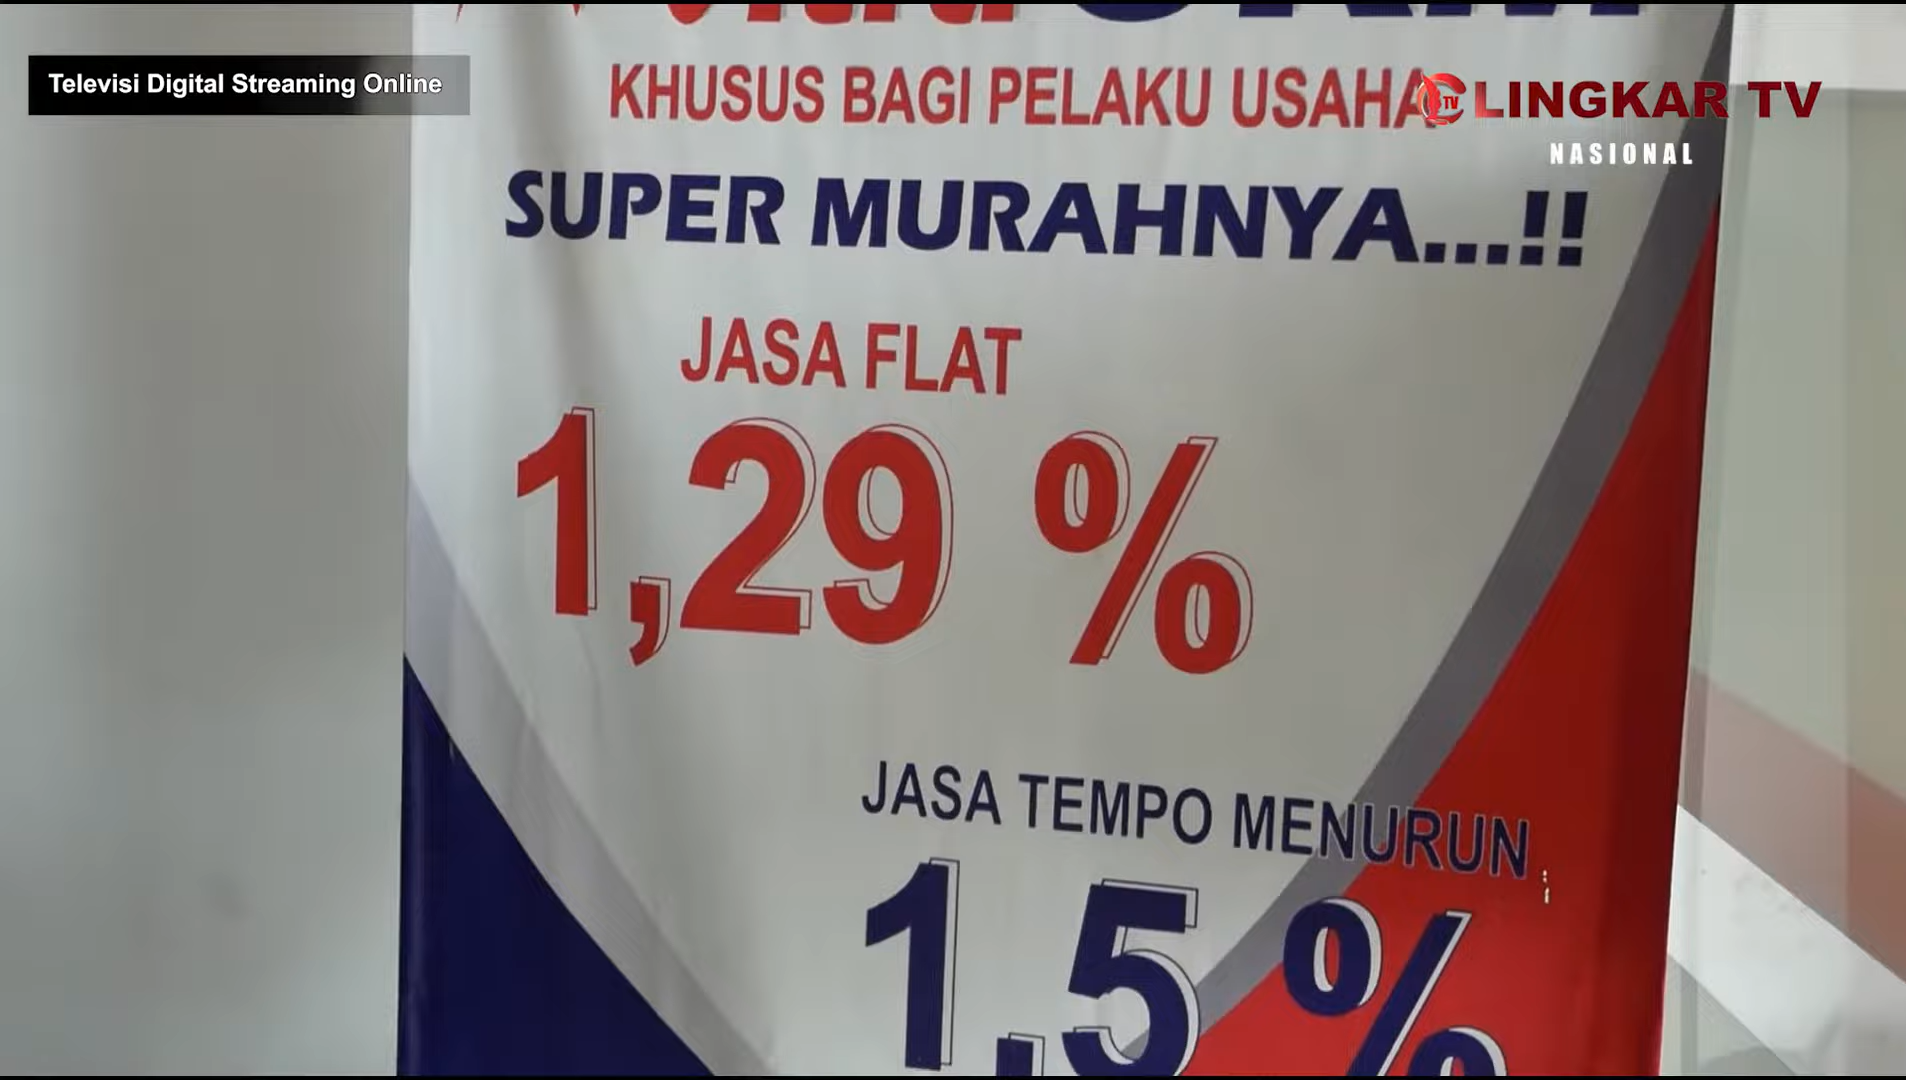 Televisi Digital Streaming Online
KHUSUS BAGI PELAKU USAHA
LINGKAR TV
NASIONAL
SUPER MURAHNYA...!!
JASA FLAT
1,29 %
JASA TEMPO MENURUN
1,5 %